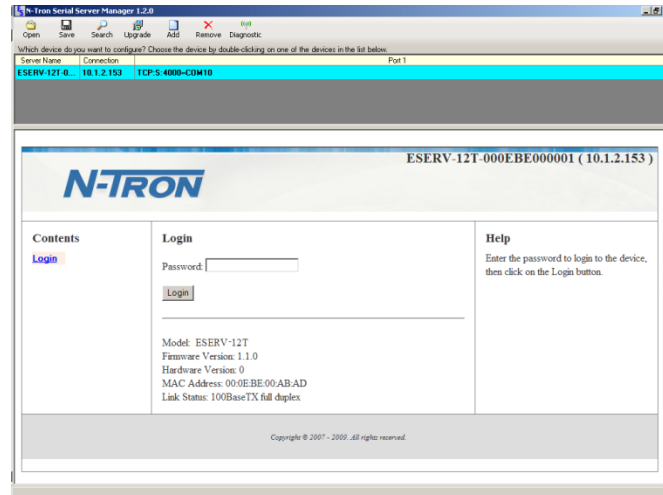 N-Tron Serial Server Manager 1.2.0
Open Save Search Upgrade Add Remove Diagnostic
Which device do you want to configure? Choose the device by double-clicking on one of the devices in the list below.
Server Name Connection Port 1
ESERV-12T-0... 10.1.2.153 TCP:S:4000=COM10
ESERV-12T-000EBE000001 ( 10.1.2.153 )
N-TRON
Contents
Login
Login
Password:
Login
Model: ESERV-12T
Firmware Version: 1.1.0
Hardware Version: 0
MAC Address: 00:0E:BE:00:AB:AD
Link Status: 100BaseTX full duplex
Help
Enter the password to login to the device,
then click on the Login button.
Copyright © 2007 - 2009. All rights reserved.